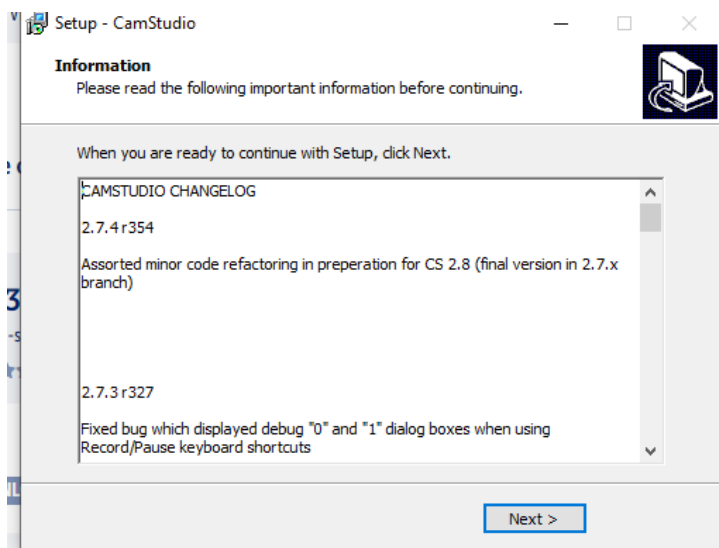 Setup - CamStudio
Information
Please read the following important information before continuing.
When you are ready to continue with Setup, click Next.
CAMSTUDIO CHANGELOG
2.7.4 r354
Assorted minor code refactoring in preperation for CS 2.8 (final version in 2.7.x
branch)
2.7.3 r327
Fixed bug which displayed debug "0" and "1" dialog boxes when using
Record/Pause keyboard shortcuts
Next >